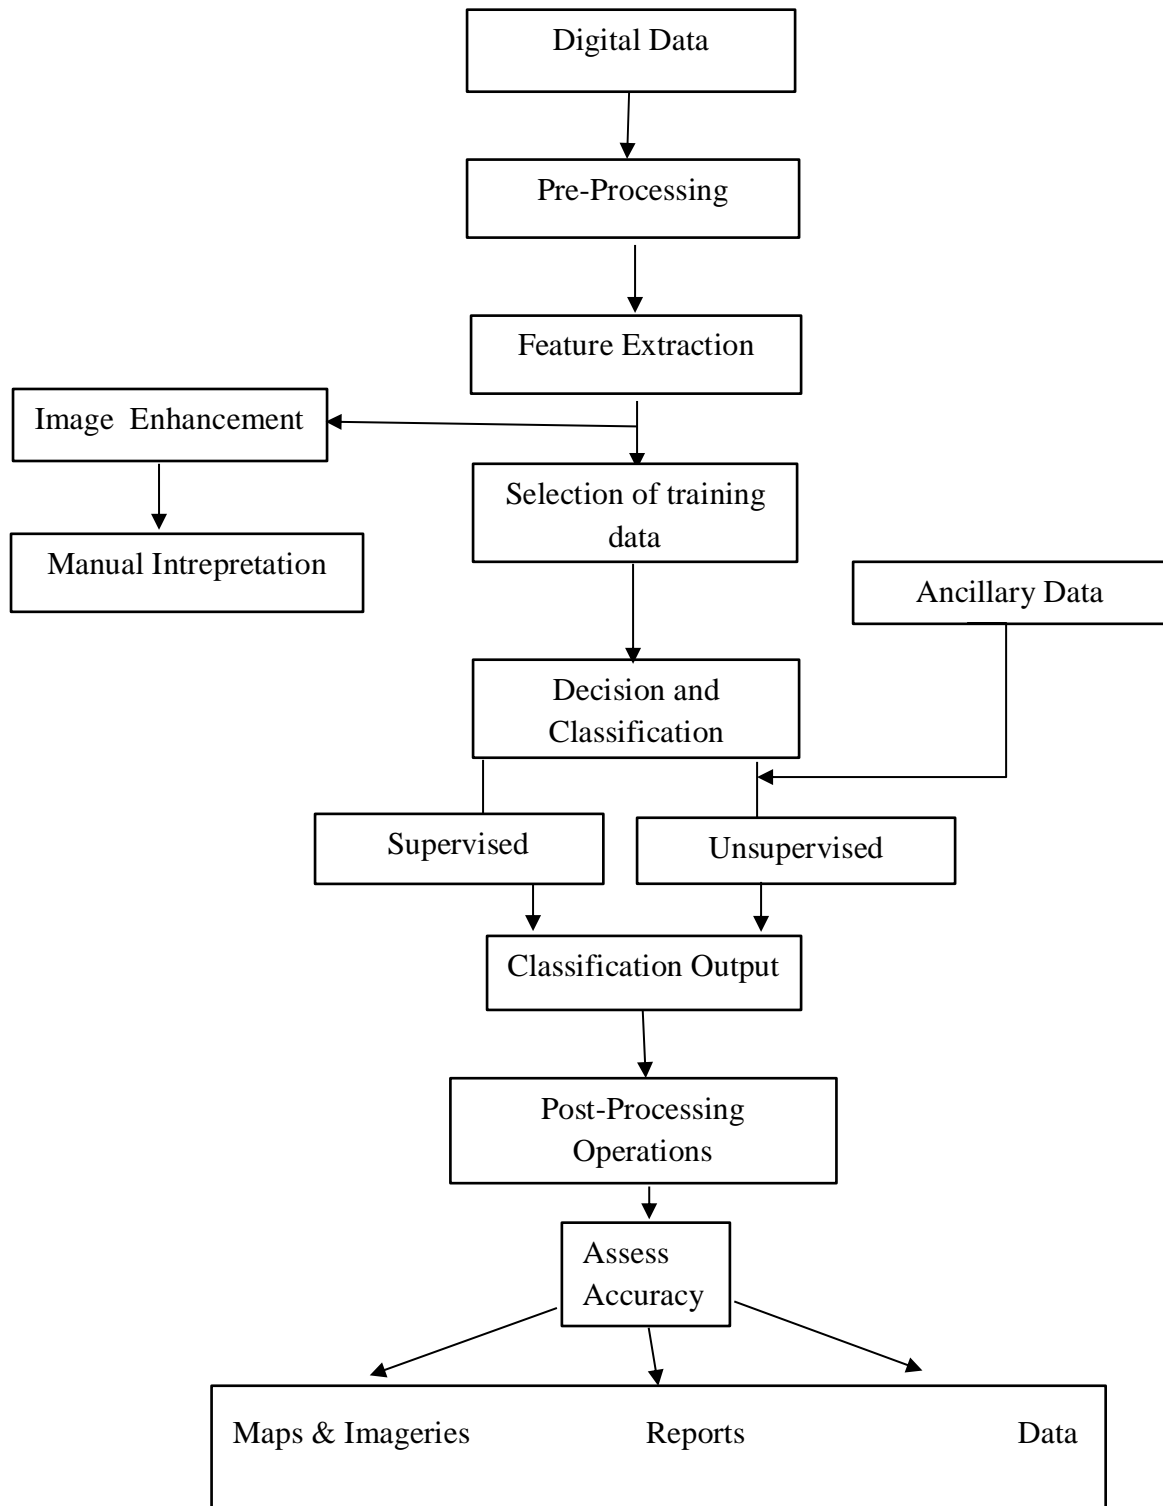 Digital Data
Pre-Processing
Feature Extraction
Image  Enhancement
Selection of training
data
Manual Intrepretation
Ancillary Data
Decision and
Classification
Supervised
Unsupervised
Classification Output
Post-Processing
Operations
Assess
Accuracy
Maps & Imageries Reports Data